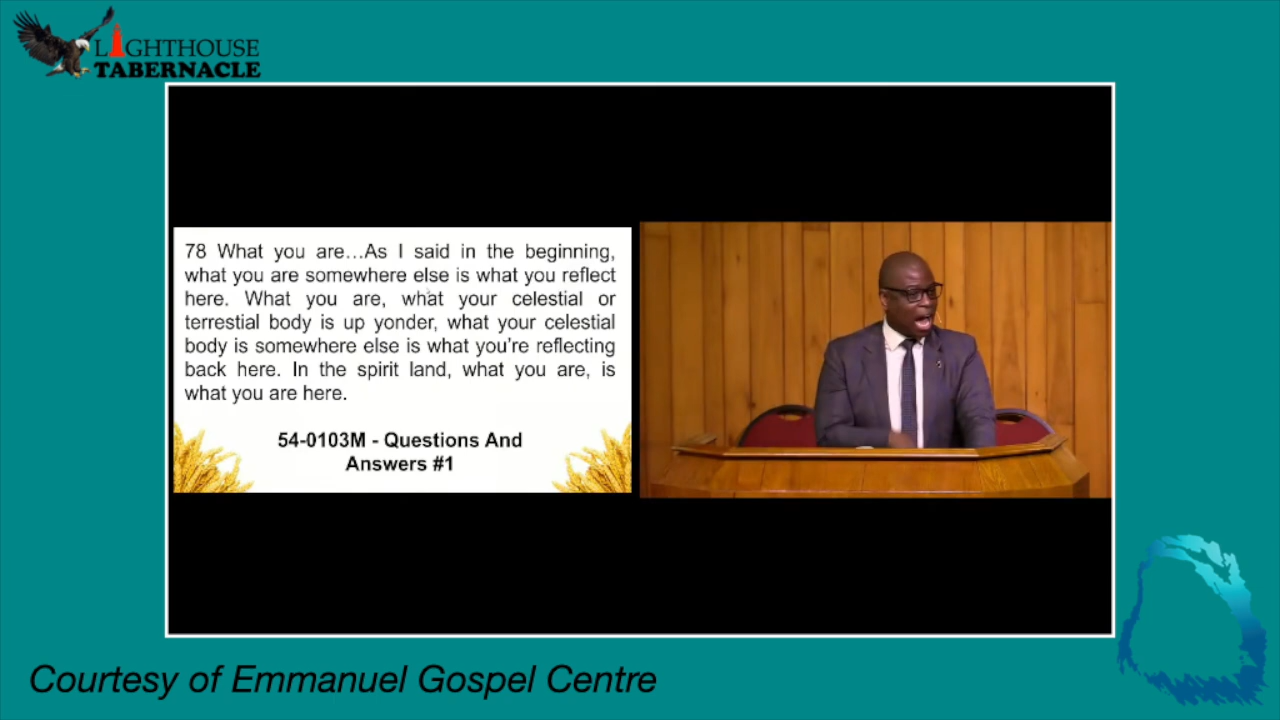 LIGHTHOUSE
TABERNACLE
78 What you are…As I said in the beginning,
what you are somewhere else is what you reflect
here. What you are, what your celestial or
terrestial body is up yonder, what your celestial
body is somewhere else is what you're reflecting
back here. In the spirit land, what you are, is
what you are here.
54-0103M - Questions And
Answers #1
Courtesy of Emmanuel Gospel Centre